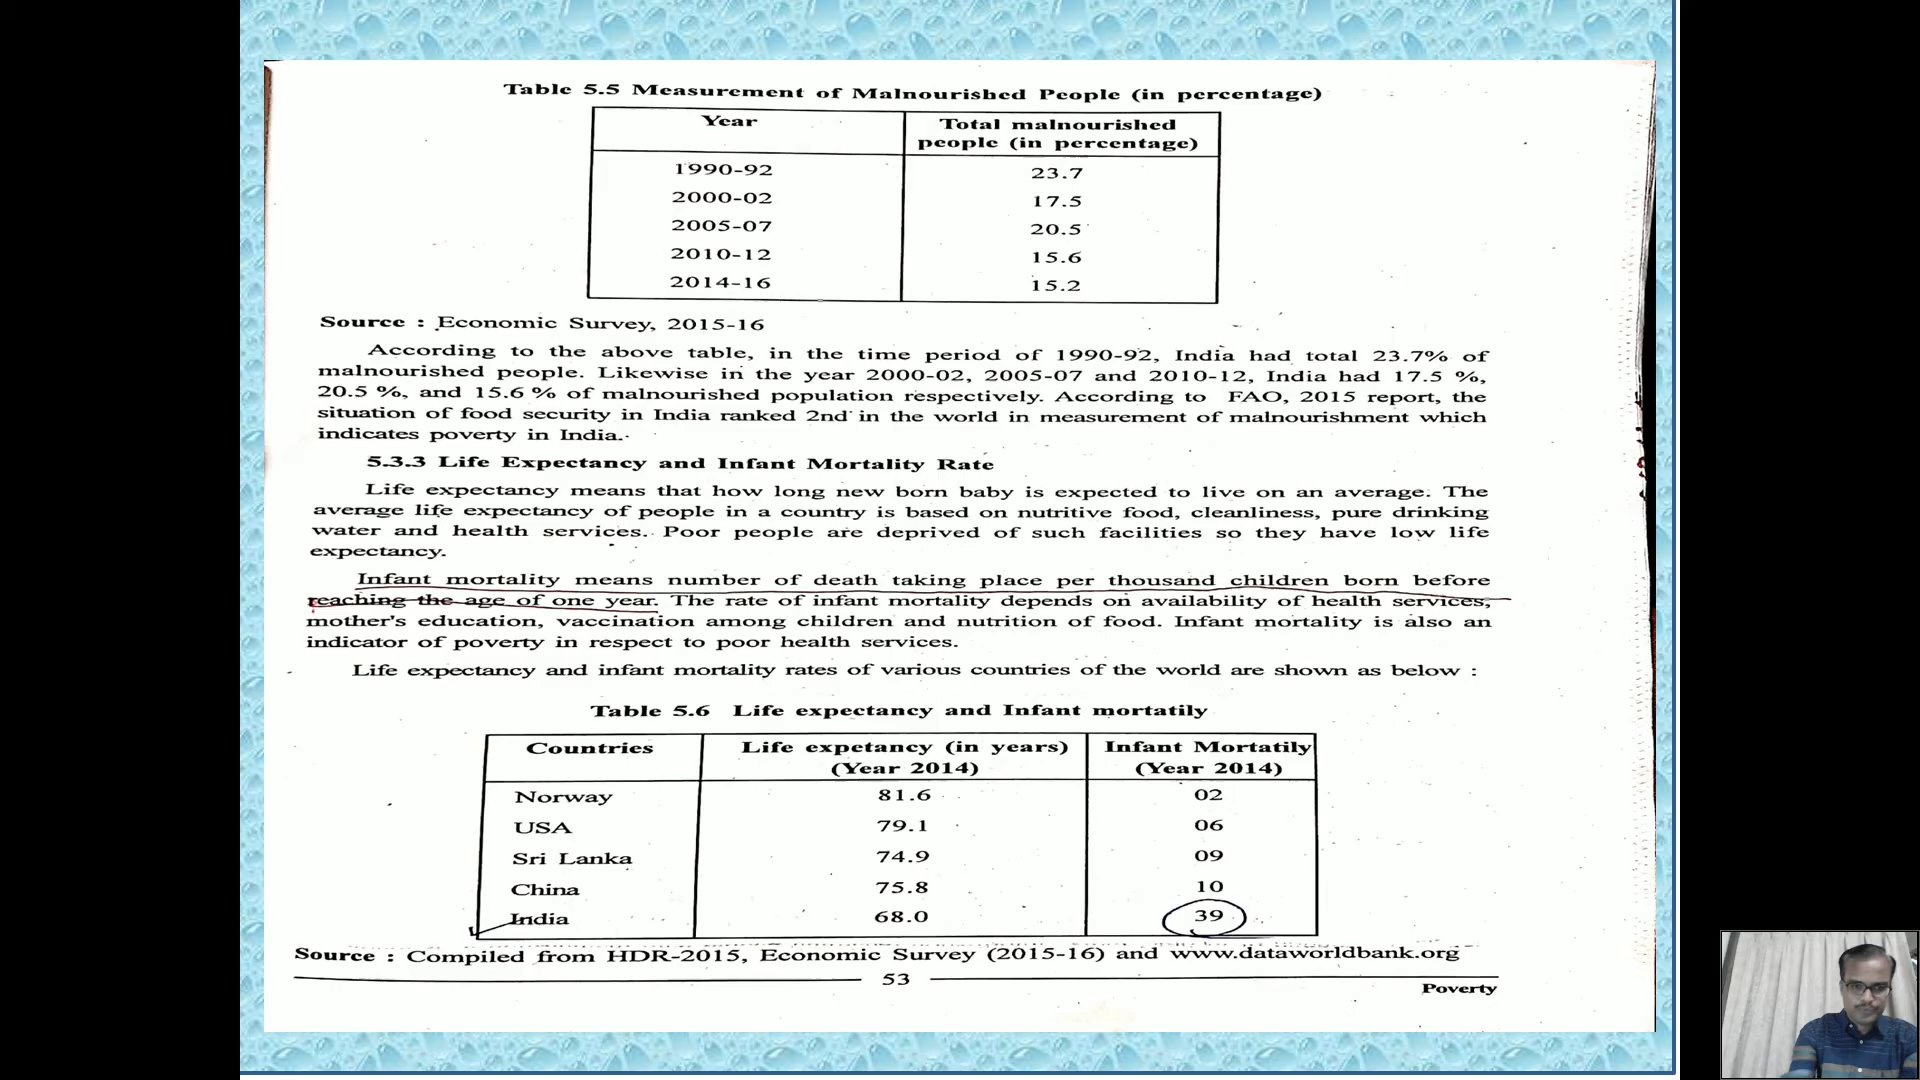 Table 5.5 Measurement of Malnourished People (in percentage)
Year Total malnourished people (in percentage)
1990-92 23.7
2000-02 17.5
2005-07 20.5
2010-12 15.6
2014-16 15.2
Source : Economic Survey, 2015-16
According to the above table, in the time period of 1990-92, India had total 23.7% of
malnourished people. Likewise in the year 2000-02, 2005-07 and 2010-12, India had 17.5 %,
20.5 %, and 15.6 % of malnourished population respectively. According to FAO, 2015 report, the
situation of food security in India ranked 2nd in the world in measurement of malnourishment which
indicates poverty in India.
5.3.3 Life Expectancy and Infant Mortality Rate
Life expectancy means that how long new born baby is expected to live on an average. The
average life expectancy of people in a country is based on nutritive food, cleanliness, pure drinking
water and health services. Poor people are deprived of such facilities so they have low life
expectancy.
Infant mortality means number of death taking place per thousand children born before
reaching the age of one year. The rate of infant mortality depends on availability of health services,
mother's education, vaccination among children and nutrition of food. Infant mortality is also an
indicator of poverty in respect to poor health services.
Life expectancy and infant mortality rates of various countries of the world are shown as below :
Table 5.6 Life expectancy and Infant mortatily
Countries Life expetancy (in years) Infant Mortatily
(Year 2014) (Year 2014)
Norway 81.6 02
USA 79.1 06
Sri Lanka 74.9 09
China 75.8 10
India 68.0 39
Source : Compiled from HDR-2015, Economic Survey (2015-16) and www.dataworldbank.org
53
Poverty